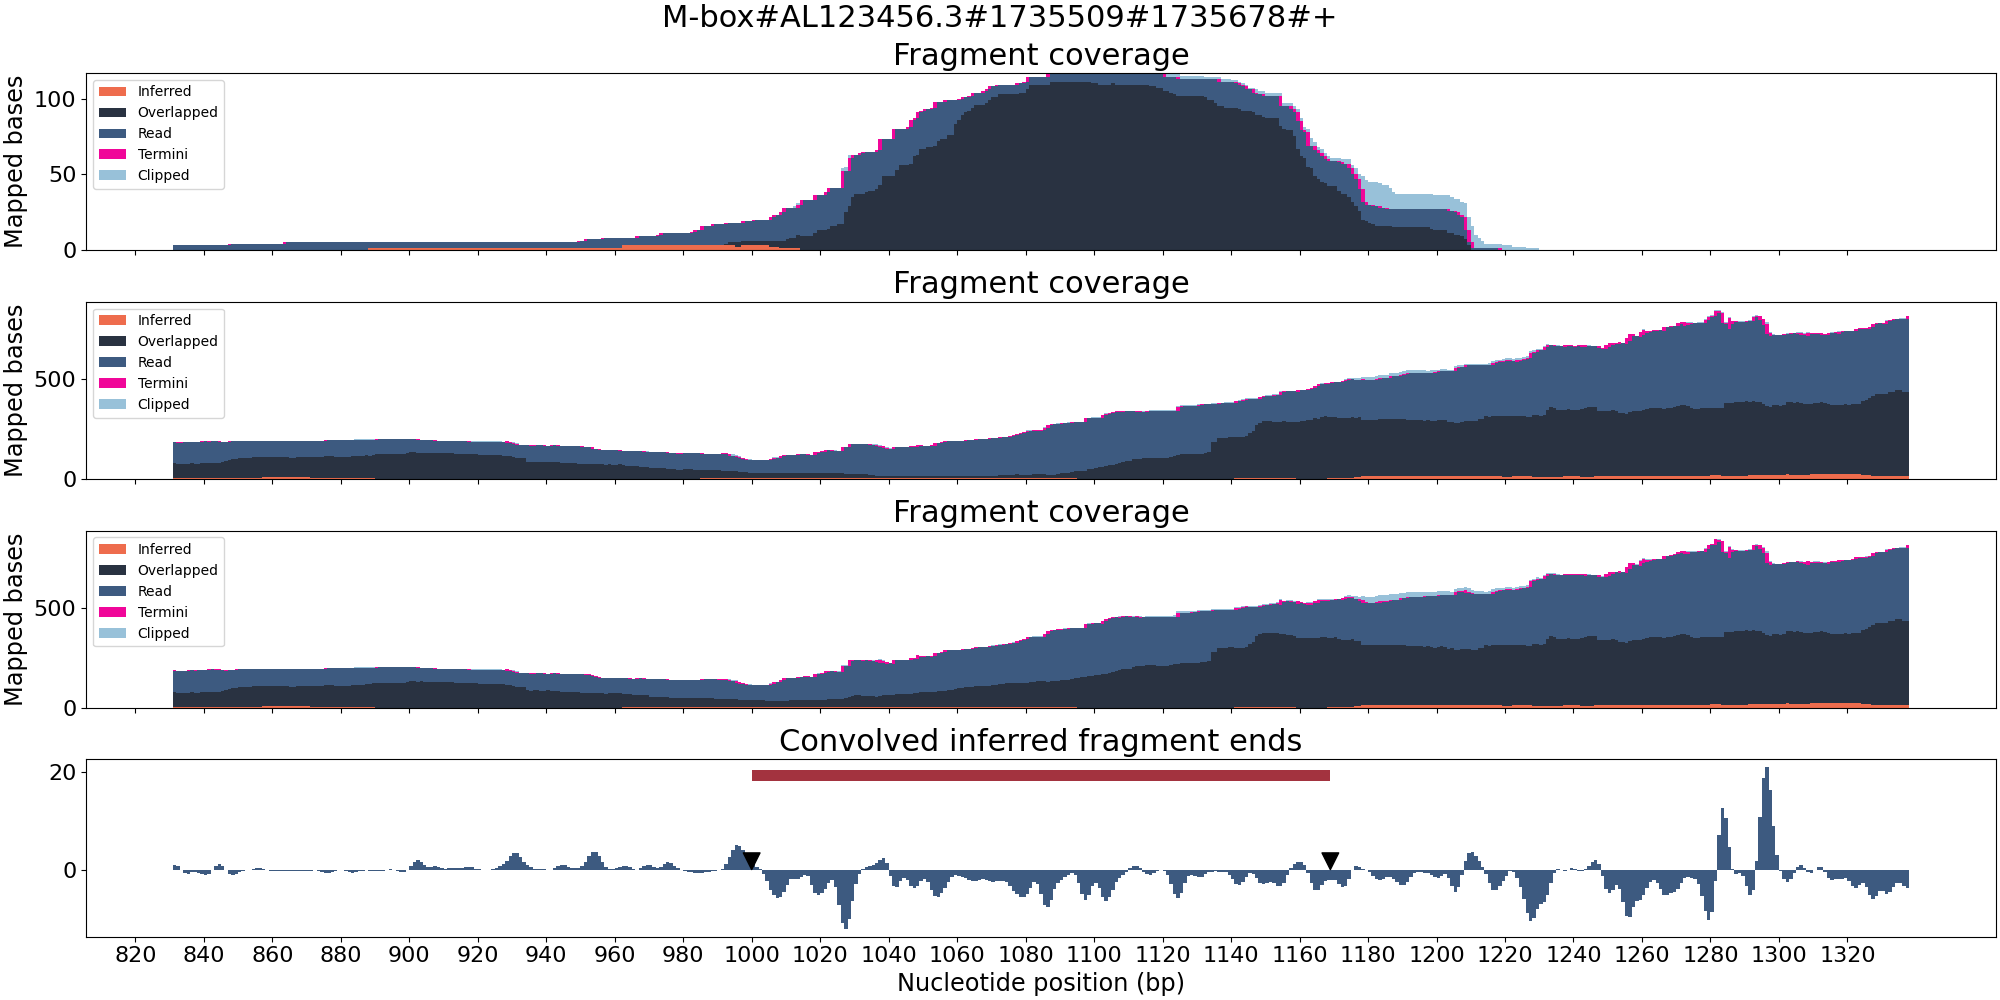 M-box#AL123456.3#1735509#1735678#+
Fragment coverage
Mapped bases
100
50
0
Inferred
Overlapped
Read
Termini
Clipped
Fragment coverage
Mapped bases
500
0
Inferred
Overlapped
Read
Termini
Clipped
Fragment coverage
Mapped bases
500
0
Inferred
Overlapped
Read
Termini
Clipped
Convolved inferred fragment ends
20
0
820 840 860 880 900 920 940 960 980 1000 1020 1040 1060 1080 1100 1120 1140 1160 1180 1200 1220 1240 1260 1280 1300 1320
Nucleotide position (bp)